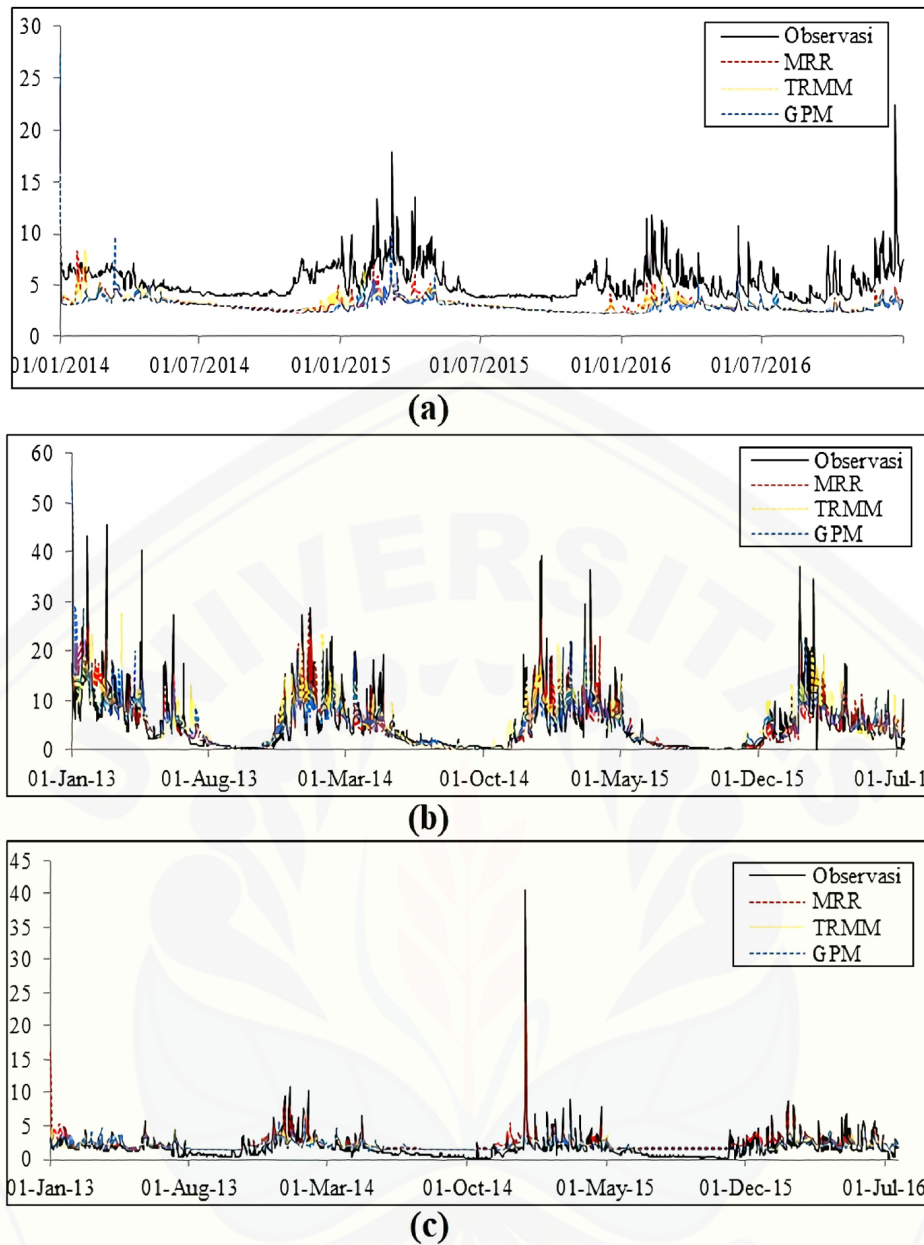 30
25
20
15
10
5
0
Observasi
MRR
TRMM
GPM
01/01/2014 01/07/2014 01/01/2015 01/07/2015 01/01/2016 01/07/2016
(a)
60
50
40
30
20
10
0
Observasi
MRR
TRMM
GPM
01-Jan-13 01-Aug-13 01-Mar-14 01-Oct-14 01-May-15 01-Dec-15 01-Jul-1
(b)
45
40
35
30
25
20
15
10
5
0
Observasi
MRR
TRMM
GPM
01-Jan-13 01-Aug-13 01-Mar-14 01-Oct-14 01-May-15 01-Dec-15 01-Jul-16
(c)
UNIVERSITAS